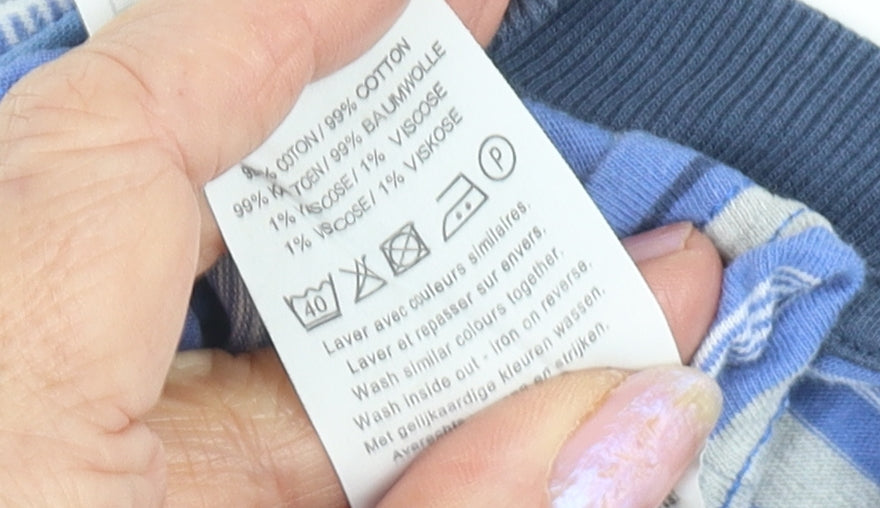 COTON / 99% COTTON
99% KATOEN / 99% BAUMWOLLE
1% VISCOSE / 1% VISCOSE
1% VISCOSE / 1% VISKOSE
40 P
Laver avec couleurs similaires.
Laver et repasser sur envers.
Wash similar colours together.
Wash inside out - iron on reverse.
Met gelijkaardige kleuren wassen.
en strijken.